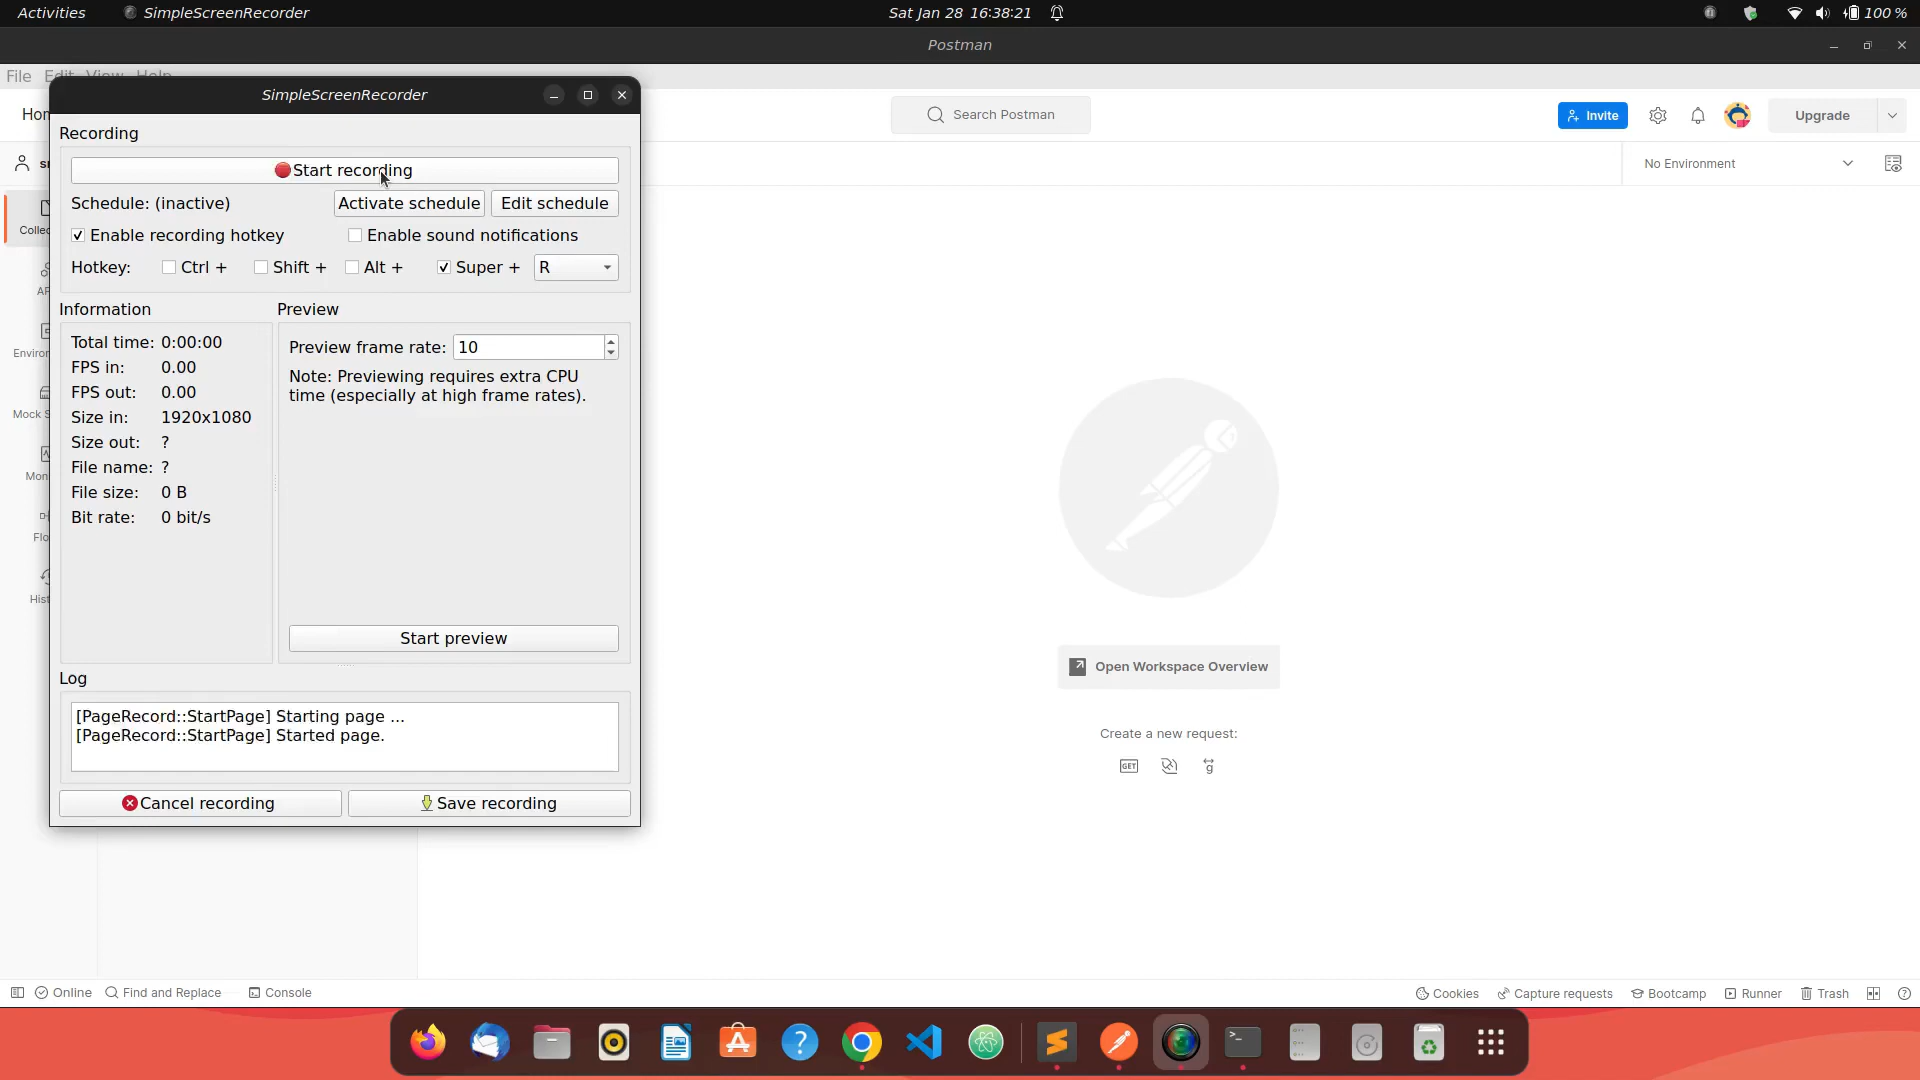 Activities
SimpleScreenRecorder
Sat Jan 28 16:38:21
100 %
Postman
File Edit View Help
SimpleScreenRecorder
Search Postman
Invite
Upgrade
Recording
Start recording
No Environment
Schedule: (inactive)
Activate schedule
Edit schedule
Enable recording hotkey
Enable sound notifications
Hotkey:
Ctrl +
Shift +
Alt +
Super +
R
Information
Total time: 0:00:00
FPS in: 0.00
FPS out: 0.00
Size in: 1920x1080
Size out: ?
File name: ?
File size: 0 B
Bit rate: 0 bit/s
Preview
Preview frame rate: 10
Note: Previewing requires extra CPU
time (especially at high frame rates).
Start preview
Log
[PageRecord::StartPage] Starting page ...
[PageRecord::StartPage] Started page.
Cancel recording
Save recording
Open Workspace Overview
Create a new request:
GET
Online
Find and Replace
Console
Cookies
Capture requests
Bootcamp
Runner
Trash